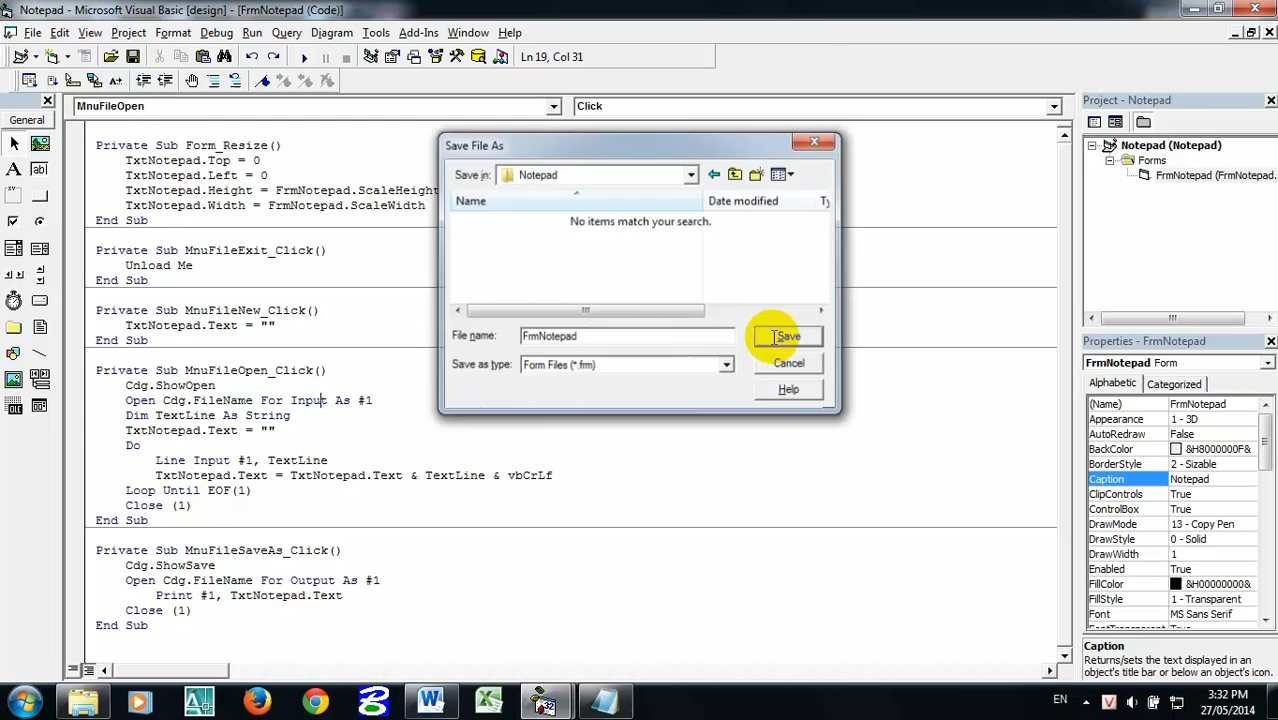 Notepad - Microsoft Visual Basic [design] - [FrmNotepad (Code)]
File Edit View Project Format Debug Run Query Diagram Tools Add-Ins Window Help
Ln 19, Col 31
General
MnuFileOpen
Click
Private Sub Form_Resize()
TxtNotepad.Top = 0
TxtNotepad.Left = 0
TxtNotepad.Height = FrmNotepad.ScaleHeight
TxtNotepad.Width = FrmNotepad.ScaleWidth
End Sub
Private Sub MnuFileExit_Click()
Unload Me
End Sub
Private Sub MnuFileNew_Click()
TxtNotepad.Text = ""
End Sub
Private Sub MnuFileOpen_Click()
Cdg.ShowOpen
Open Cdg.FileName For Input As #1
Dim TextLine As String
TxtNotepad.Text = ""
Do
Line Input #1, TextLine
TxtNotepad.Text = TxtNotepad.Text & TextLine & vbCrLf
Loop Until EOF(1)
Close (1)
End Sub
Private Sub MnuFileSaveAs_Click()
Cdg.ShowSave
Open Cdg.FileName For Output As #1
Print #1, TxtNotepad.Text
Close (1)
End Sub
Save File As
Save in: Notepad
Name Date modified Ty
No items match your search.
File name: FrmNotepad Save
Save as type: Form Files (*.frm) Cancel
Help
Project - Notepad
Notepad (Notepad)
Forms
FrmNotepad (FrmNotepad.
Properties - FrmNotepad
FrmNotepad Form
Alphabetic Categorized
(Name) FrmNotepad
Appearance 1 - 3D
AutoRedraw False
BackColor &H8000000F&
BorderStyle 2 - Sizable
Caption Notepad
ClipControls True
ControlBox True
DrawMode 13 - Copy Pen
DrawStyle 0 - Solid
DrawWidth 1
Enabled True
FillColor &H00000000&
FillStyle 1 - Transparent
Font MS Sans Serif
Caption
Returns/sets the text displayed in an object's title bar or below an object's icon.
EN
3:32 PM
27/05/2014